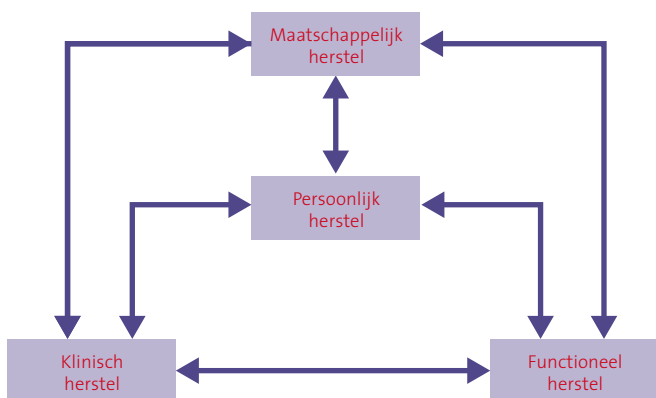 Maatschappelijk
herstel
Persoonlijk
herstel
Klinisch
herstel
Functioneel
herstel